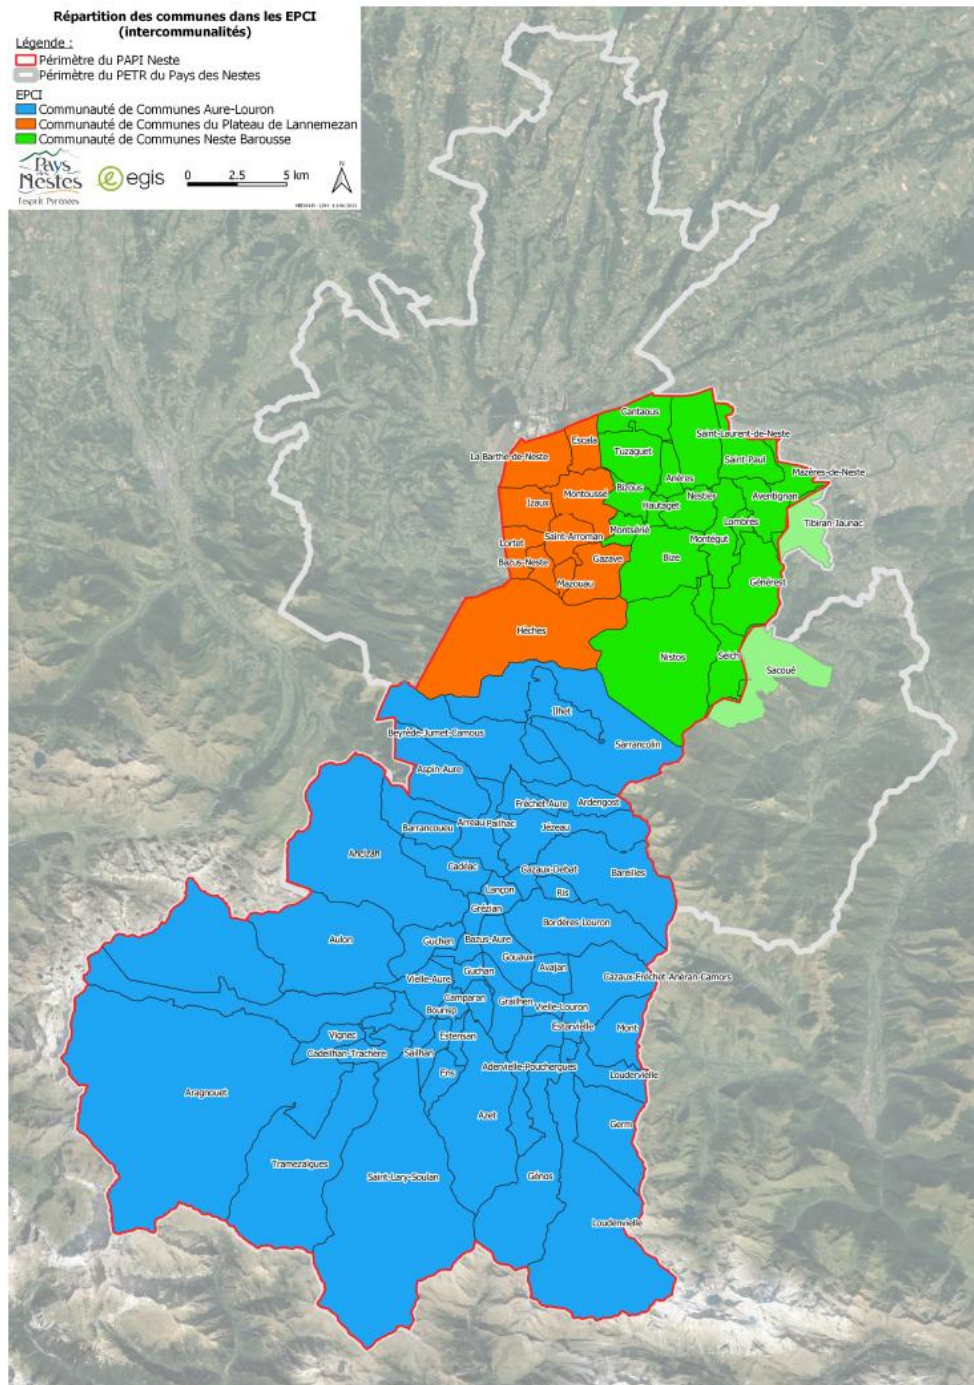 Répartition des communes dans les EPCI
(intercommunalités)
Légende :
Périmètre du PAPI Neste
Périmètre du PETR du Pays des Nestes
EPCI
Communauté de Communes Aure-Louron
Communauté de Communes du Plateau de Lannemezan
Communauté de Communes Neste Barousse
Pays
des
Nestes
l'esprit Pyrénées
egis
0 2.5 5 km
N
Cantaous
Saint-Laurent-de-Neste
Escala
La Barthe-de-Neste
Tuzaguet
Saint-Paul
Mazères-de-Neste
Anères
Bizous
Montoussé
Nestier
Aventignan
Izaux
Hautaget
Lombrès
Tibiran-Jaunac
Montsérié
Saint-Arroman
Montégut
Lortet
Gazave
Bize
Bazus-Neste
Mazouau
Générest
Hèches
Nistos
Seich
Sacoué
Ilhet
Beyrède-Jumet-Camous
Sarrancolin
Aspin-Aure
Fréchet-Aure
Ardengost
Arreau
Pailhac
Barrancoueu
Jézeau
Ancizan
Cadéac
Cazaux-Debat
Bareilles
Lançon
Ris
Grézian
Bordères-Louron
Aulon
Guchen
Bazus-Aure
Gouaux
Guchan
Avajan
Cazaux-Fréchet-Anéran-Camors
Vielle-Aure
Camparan
Grailhen
Vielle-Louron
Bourisp
Estarvielle
Mont
Vignec
Estensan
Cadeilhan-Trachère
Sailhan
Adervielle-Pouchergues
Ens
Loudervielle
Aragnouet
Azet
Germ
Tramezaïgues
Saint-Lary-Soulan
Génos
Loudenvielle